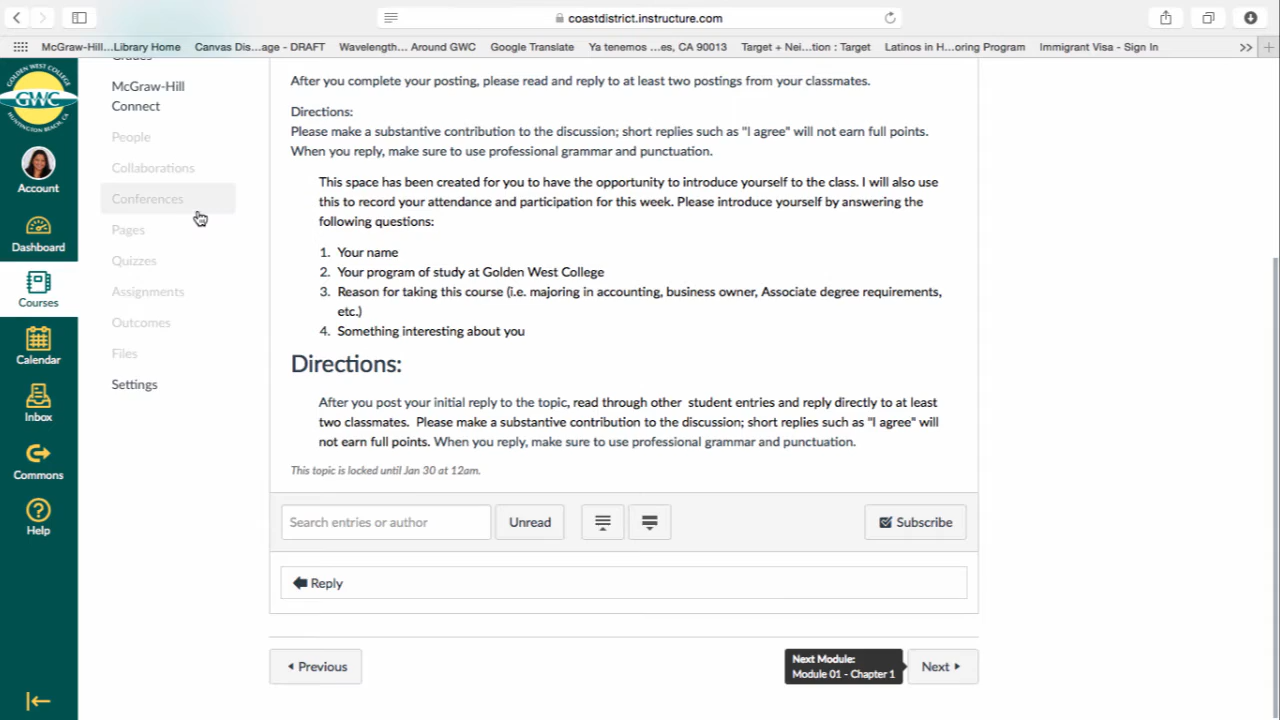 coastdistrict.instructure.com
McGraw-Hill...Library Home
Canvas Dis...age - DRAFT
Wavelength... Around GWC
Google Translate
Ya tenemos ...es, CA 90013
Target + Nei...tion : Target
Latinos in H...oring Program
Immigrant Visa - Sign In
GOLDEN WEST COLLEGE
GWC
HUNTINGTON BEACH, CA
Account
Dashboard
Courses
Calendar
Inbox
Commons
Help
Grades
McGraw-Hill
Connect
People
Collaborations
Conferences
Pages
Quizzes
Assignments
Outcomes
Files
Settings
After you complete your posting, please read and reply to at least two postings from your classmates.
Directions:
Please make a substantive contribution to the discussion; short replies such as "I agree" will not earn full points.
When you reply, make sure to use professional grammar and punctuation.
This space has been created for you to have the opportunity to introduce yourself to the class. I will also use
this to record your attendance and participation for this week. Please introduce yourself by answering the
following questions:
1. Your name
2. Your program of study at Golden West College
3. Reason for taking this course (i.e. majoring in accounting, business owner, Associate degree requirements,
etc.)
4. Something interesting about you
Directions:
After you post your initial reply to the topic, read through other student entries and reply directly to at least
two classmates. Please make a substantive contribution to the discussion; short replies such as "I agree" will
not earn full points. When you reply, make sure to use professional grammar and punctuation.
This topic is locked until Jan 30 at 12am.
Search entries or author
Unread
Subscribe
Reply
Previous
Next Module:
Module 01 - Chapter 1
Next